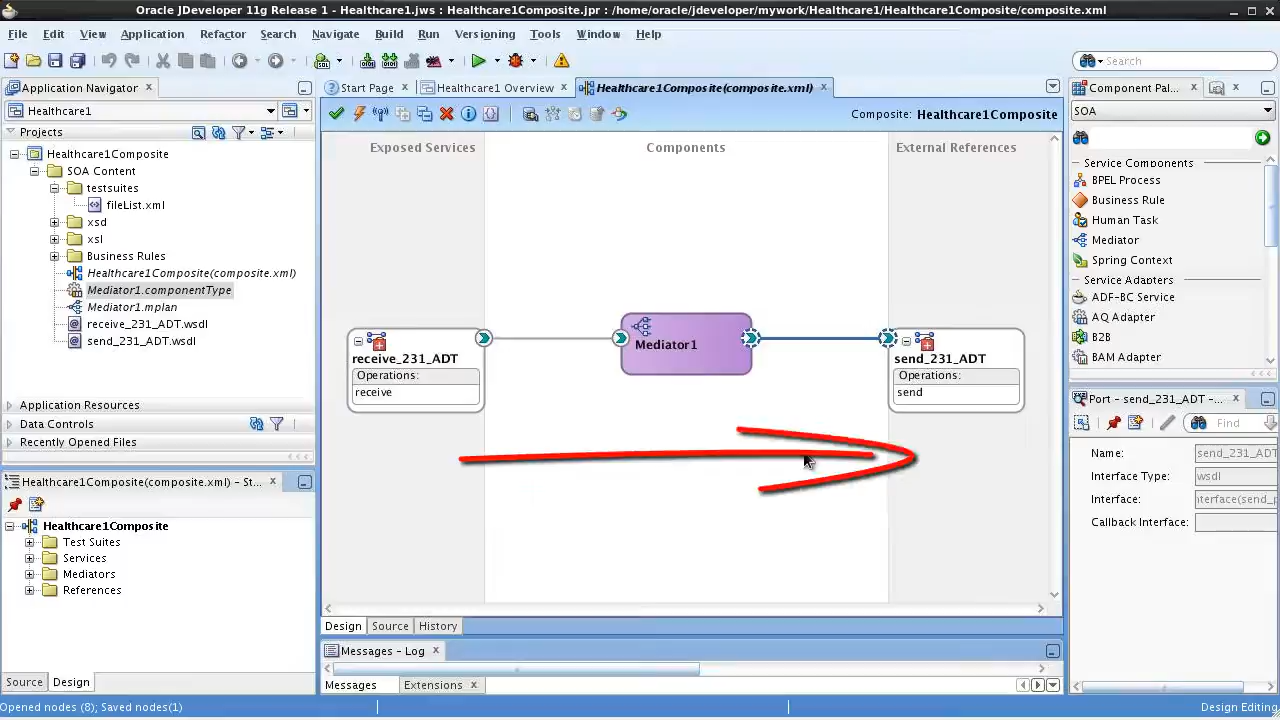 Oracle JDeveloper 11g Release 1 - Healthcare1.jws : Healthcare1Composite.jpr : /home/oracle/jdeveloper/mywork/Healthcare1/Healthcare1Composite/composite.xml
File Edit View Application Refactor Search Navigate Build Run Versioning Tools Window Help
Search
Application Navigator
Healthcare1
Projects
Healthcare1Composite
SOA Content
testsuites
fileList.xml
xsd
xsl
Business Rules
Healthcare1Composite(composite.xml)
Mediator1.componentType
Mediator1.mplan
receive_231_ADT.wsdl
send_231_ADT.wsdl
Application Resources
Data Controls
Recently Opened Files
Healthcare1Composite(composite.xml) - St...
Healthcare1Composite
Test Suites
Services
Mediators
References
Source Design
Start Page Healthcare1 Overview Healthcare1Composite(composite.xml)
Composite: Healthcare1Composite
Exposed Services Components External References
receive_231_ADT
Operations:
receive
Mediator1
send_231_ADT
Operations:
send
Design Source History
Messages - Log
Messages Extensions
Component Pal...
SOA
Service Components
BPEL Process
Business Rule
Human Task
Mediator
Spring Context
Service Adapters
ADF-BC Service
AQ Adapter
B2B
BAM Adapter
Port - send_231_ADT -...
Find
Name: send_231_ADT
Interface Type: wsdl
Interface: nterface(send_p
Callback Interface:
Opened nodes (8); Saved nodes(1) Design Editing